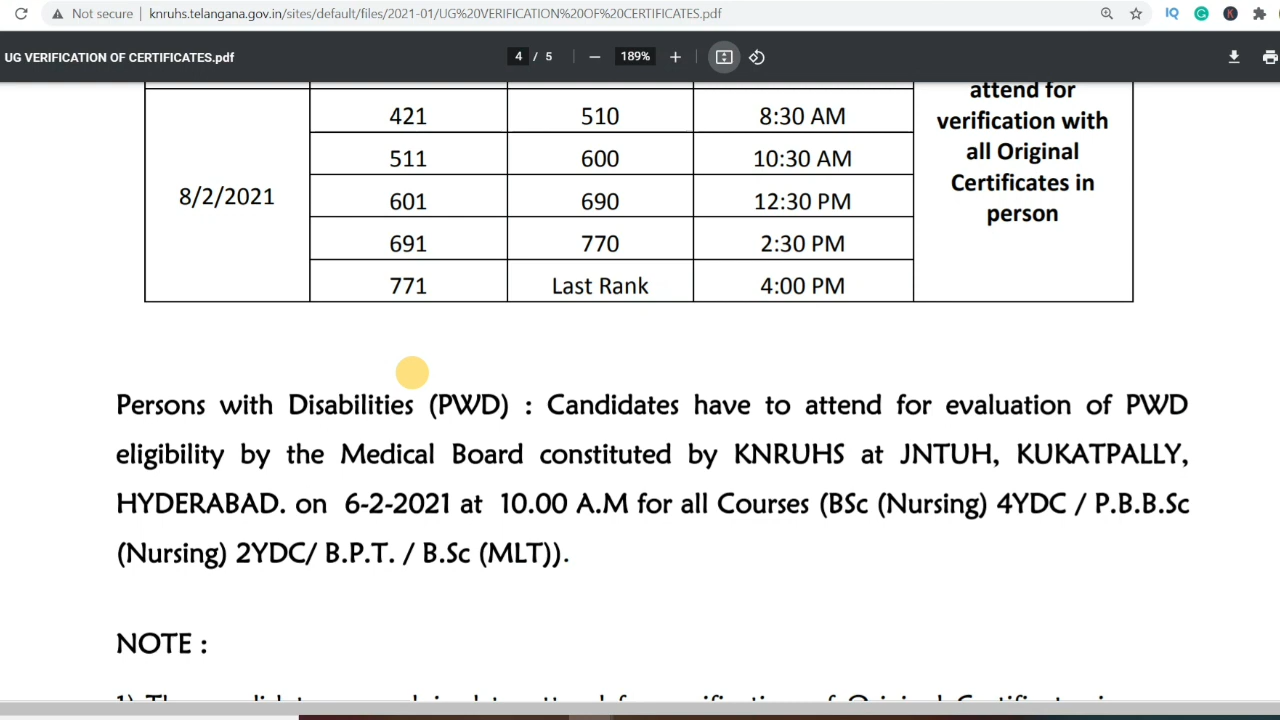 Not secure | knruhs.telangana.gov.in/sites/default/files/2021-01/UG%20VERIFICATION%20OF%20CERTIFICATES.pdf
IQ
K
UG VERIFICATION OF CERTIFICATES.pdf 4 / 5 189%
attend for
verification with
all Original
Certificates in
person
421 510 8:30 AM
511 600 10:30 AM
8/2/2021
601 690 12:30 PM
691 770 2:30 PM
771 Last Rank 4:00 PM
Persons with Disabilities (PWD) : Candidates have to attend for evaluation of PWD
eligibility by the Medical Board constituted by KNRUHS at JNTUH, KUKATPALLY,
HYDERABAD. on 6-2-2021 at 10.00 A.M for all Courses (BSc (Nursing) 4YDC / P.B.B.Sc
(Nursing) 2YDC/ B.P.T. / B.Sc (MLT)).
NOTE :